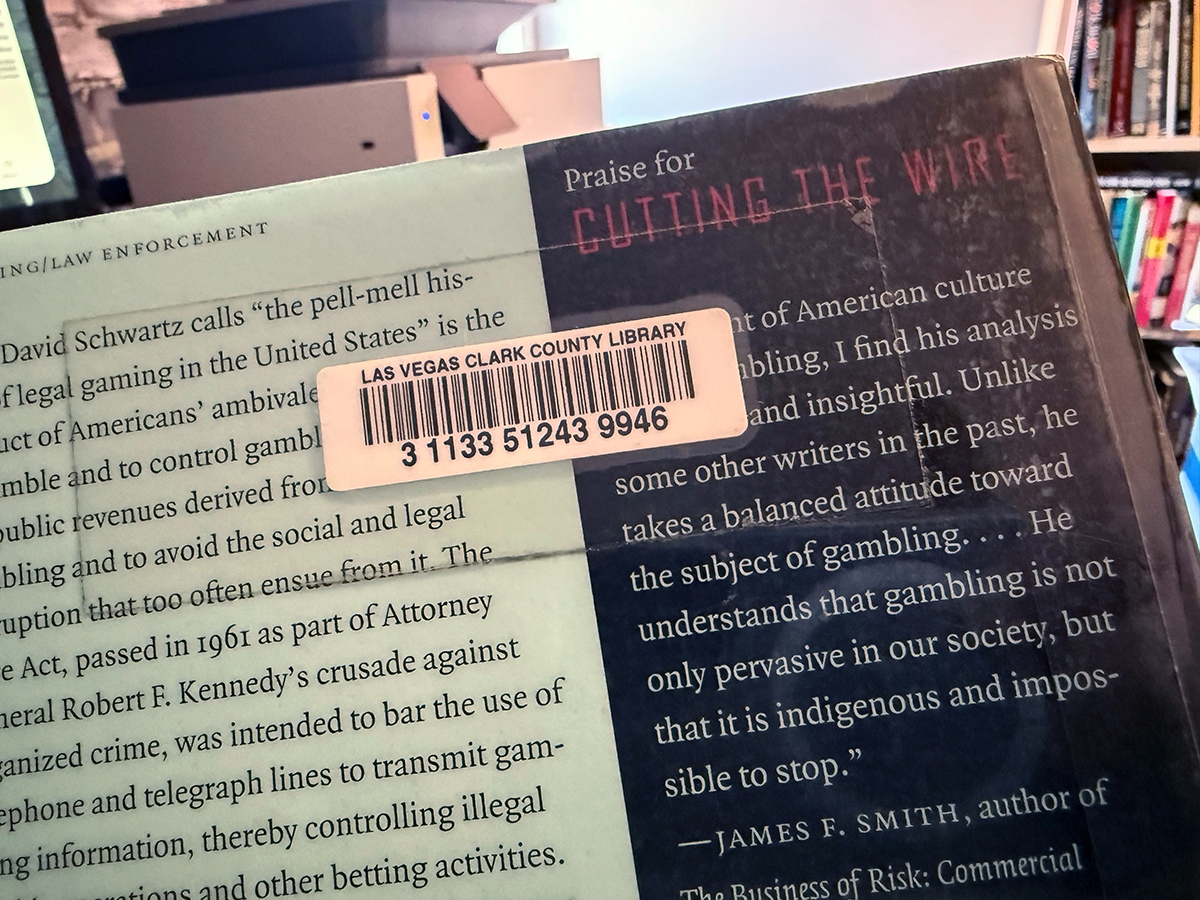 ING/LAW ENFORCEMENT
David Schwartz calls “the pell-mell his-
f legal gaming in the United States” is the
uct of Americans’ ambivale
mble and to control gambl
public revenues derived fron
bling and to avoid the social and legal
ruption that too often ensue from it. The
e Act, passed in 1961 as part of Attorney
neral Robert F. Kennedy’s crusade against
ganized crime, was intended to bar the use of
ephone and telegraph lines to transmit gam-
ng information, thereby controlling illegal
rations and other betting activities.
LAS VEGAS CLARK COUNTY LIBRARY
3 1133 51243 9946
Praise for
CUTTING THE WIRE
nt of American culture
mbling, I find his analysis
and insightful. Unlike
some other writers in the past, he
takes a balanced attitude toward
the subject of gambling. . . . He
understands that gambling is not
only pervasive in our society, but
that it is indigenous and impos-
sible to stop.”
—JAMES F. SMITH, author of
The Business of Risk: Commercial